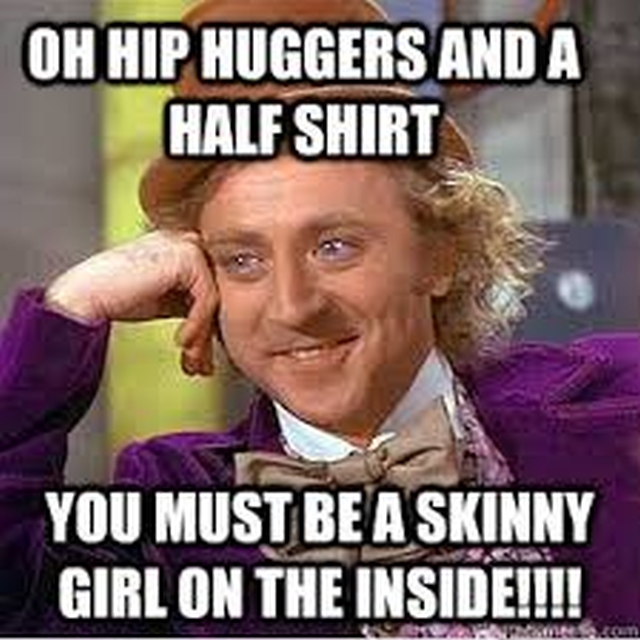 OH HIP HUGGERS AND A
HALF SHIRT
YOU MUST BE A SKINNY
GIRL ON THE INSIDE!!!!